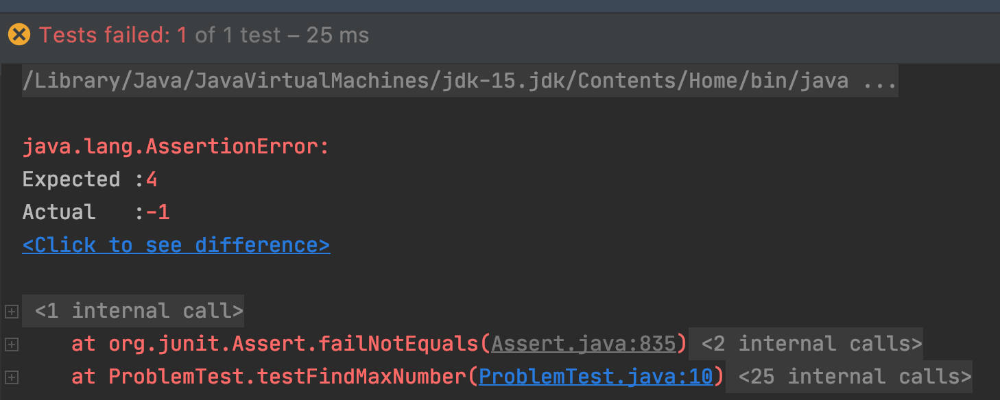 Tests failed: 1 of 1 test – 25 ms
/Library/Java/JavaVirtualMachines/jdk-15.jdk/Contents/Home/bin/java ...
java.lang.AssertionError:
Expected :4
Actual   :-1
<Click to see difference>
<1 internal call>
at org.junit.Assert.failNotEquals(Assert.java:835) <2 internal calls>
at ProblemTest.testFindMaxNumber(ProblemTest.java:10) <25 internal calls>